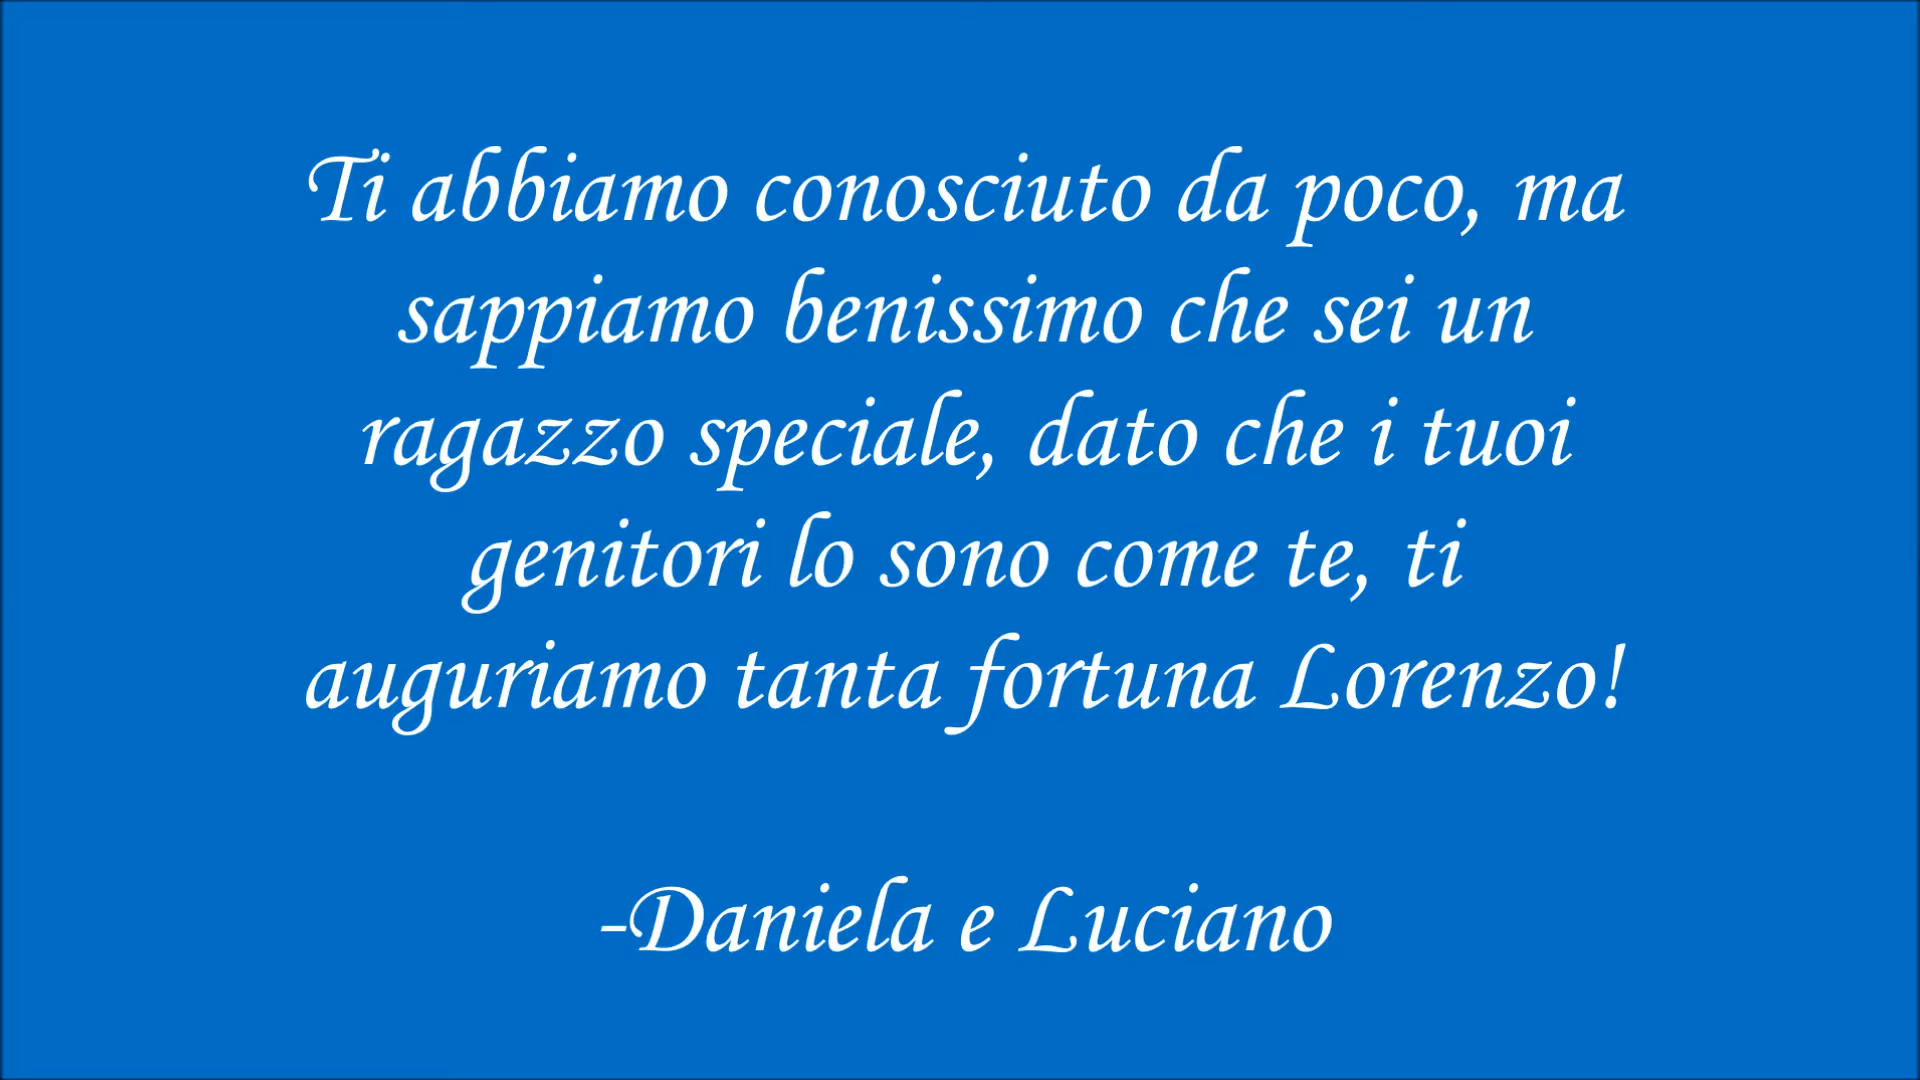 Ti abbiamo conosciuto da poco, ma
sappiamo benissimo che sei un
ragazzo speciale, dato che i tuoi
genitori lo sono come te, ti
auguriamo tanta fortuna Lorenzo!
-Daniela e Luciano